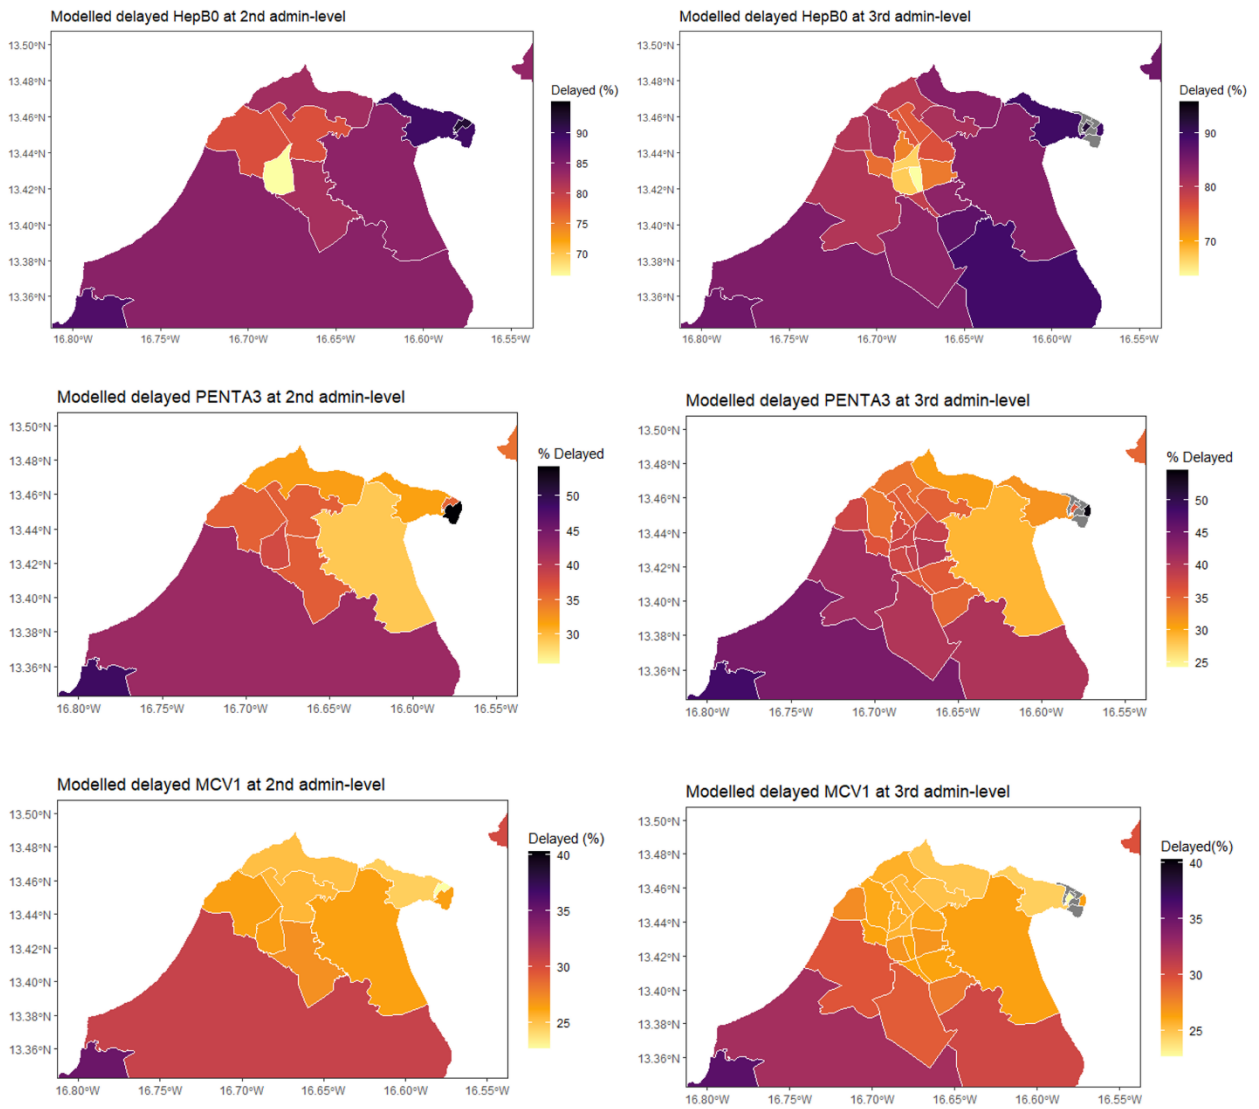 Modelled delayed HepB0 at 2nd admin-level
13.50°N
13.48°N
13.46°N
13.44°N
13.42°N
13.40°N
13.38°N
13.36°N
16.80°W 16.75°W 16.70°W 16.65°W 16.60°W 16.55°W
Delayed (%)
90
85
80
75
70
Modelled delayed HepB0 at 3rd admin-level
13.50°N
13.48°N
13.46°N
13.44°N
13.42°N
13.40°N
13.38°N
13.36°N
16.80°W 16.75°W 16.70°W 16.65°W 16.60°W 16.55°W
Delayed (%)
90
80
70
Modelled delayed PENTA3 at 2nd admin-level
13.50°N
13.48°N
13.46°N
13.44°N
13.42°N
13.40°N
13.38°N
13.36°N
16.80°W 16.75°W 16.70°W 16.65°W 16.60°W 16.55°W
% Delayed
50
45
40
35
30
Modelled delayed PENTA3 at 3rd admin-level
13.50°N
13.48°N
13.46°N
13.44°N
13.42°N
13.40°N
13.38°N
13.36°N
16.80°W 16.75°W 16.70°W 16.65°W 16.60°W 16.55°W
% Delayed
50
45
40
35
30
25
Modelled delayed MCV1 at 2nd admin-level
13.50°N
13.48°N
13.46°N
13.44°N
13.42°N
13.40°N
13.38°N
13.36°N
16.80°W 16.75°W 16.70°W 16.65°W 16.60°W 16.55°W
Delayed (%)
40
35
30
25
Modelled delayed MCV1 at 3rd admin-level
13.50°N
13.48°N
13.46°N
13.44°N
13.42°N
13.40°N
13.38°N
13.36°N
16.80°W 16.75°W 16.70°W 16.65°W 16.60°W 16.55°W
Delayed(%)
40
35
30
25